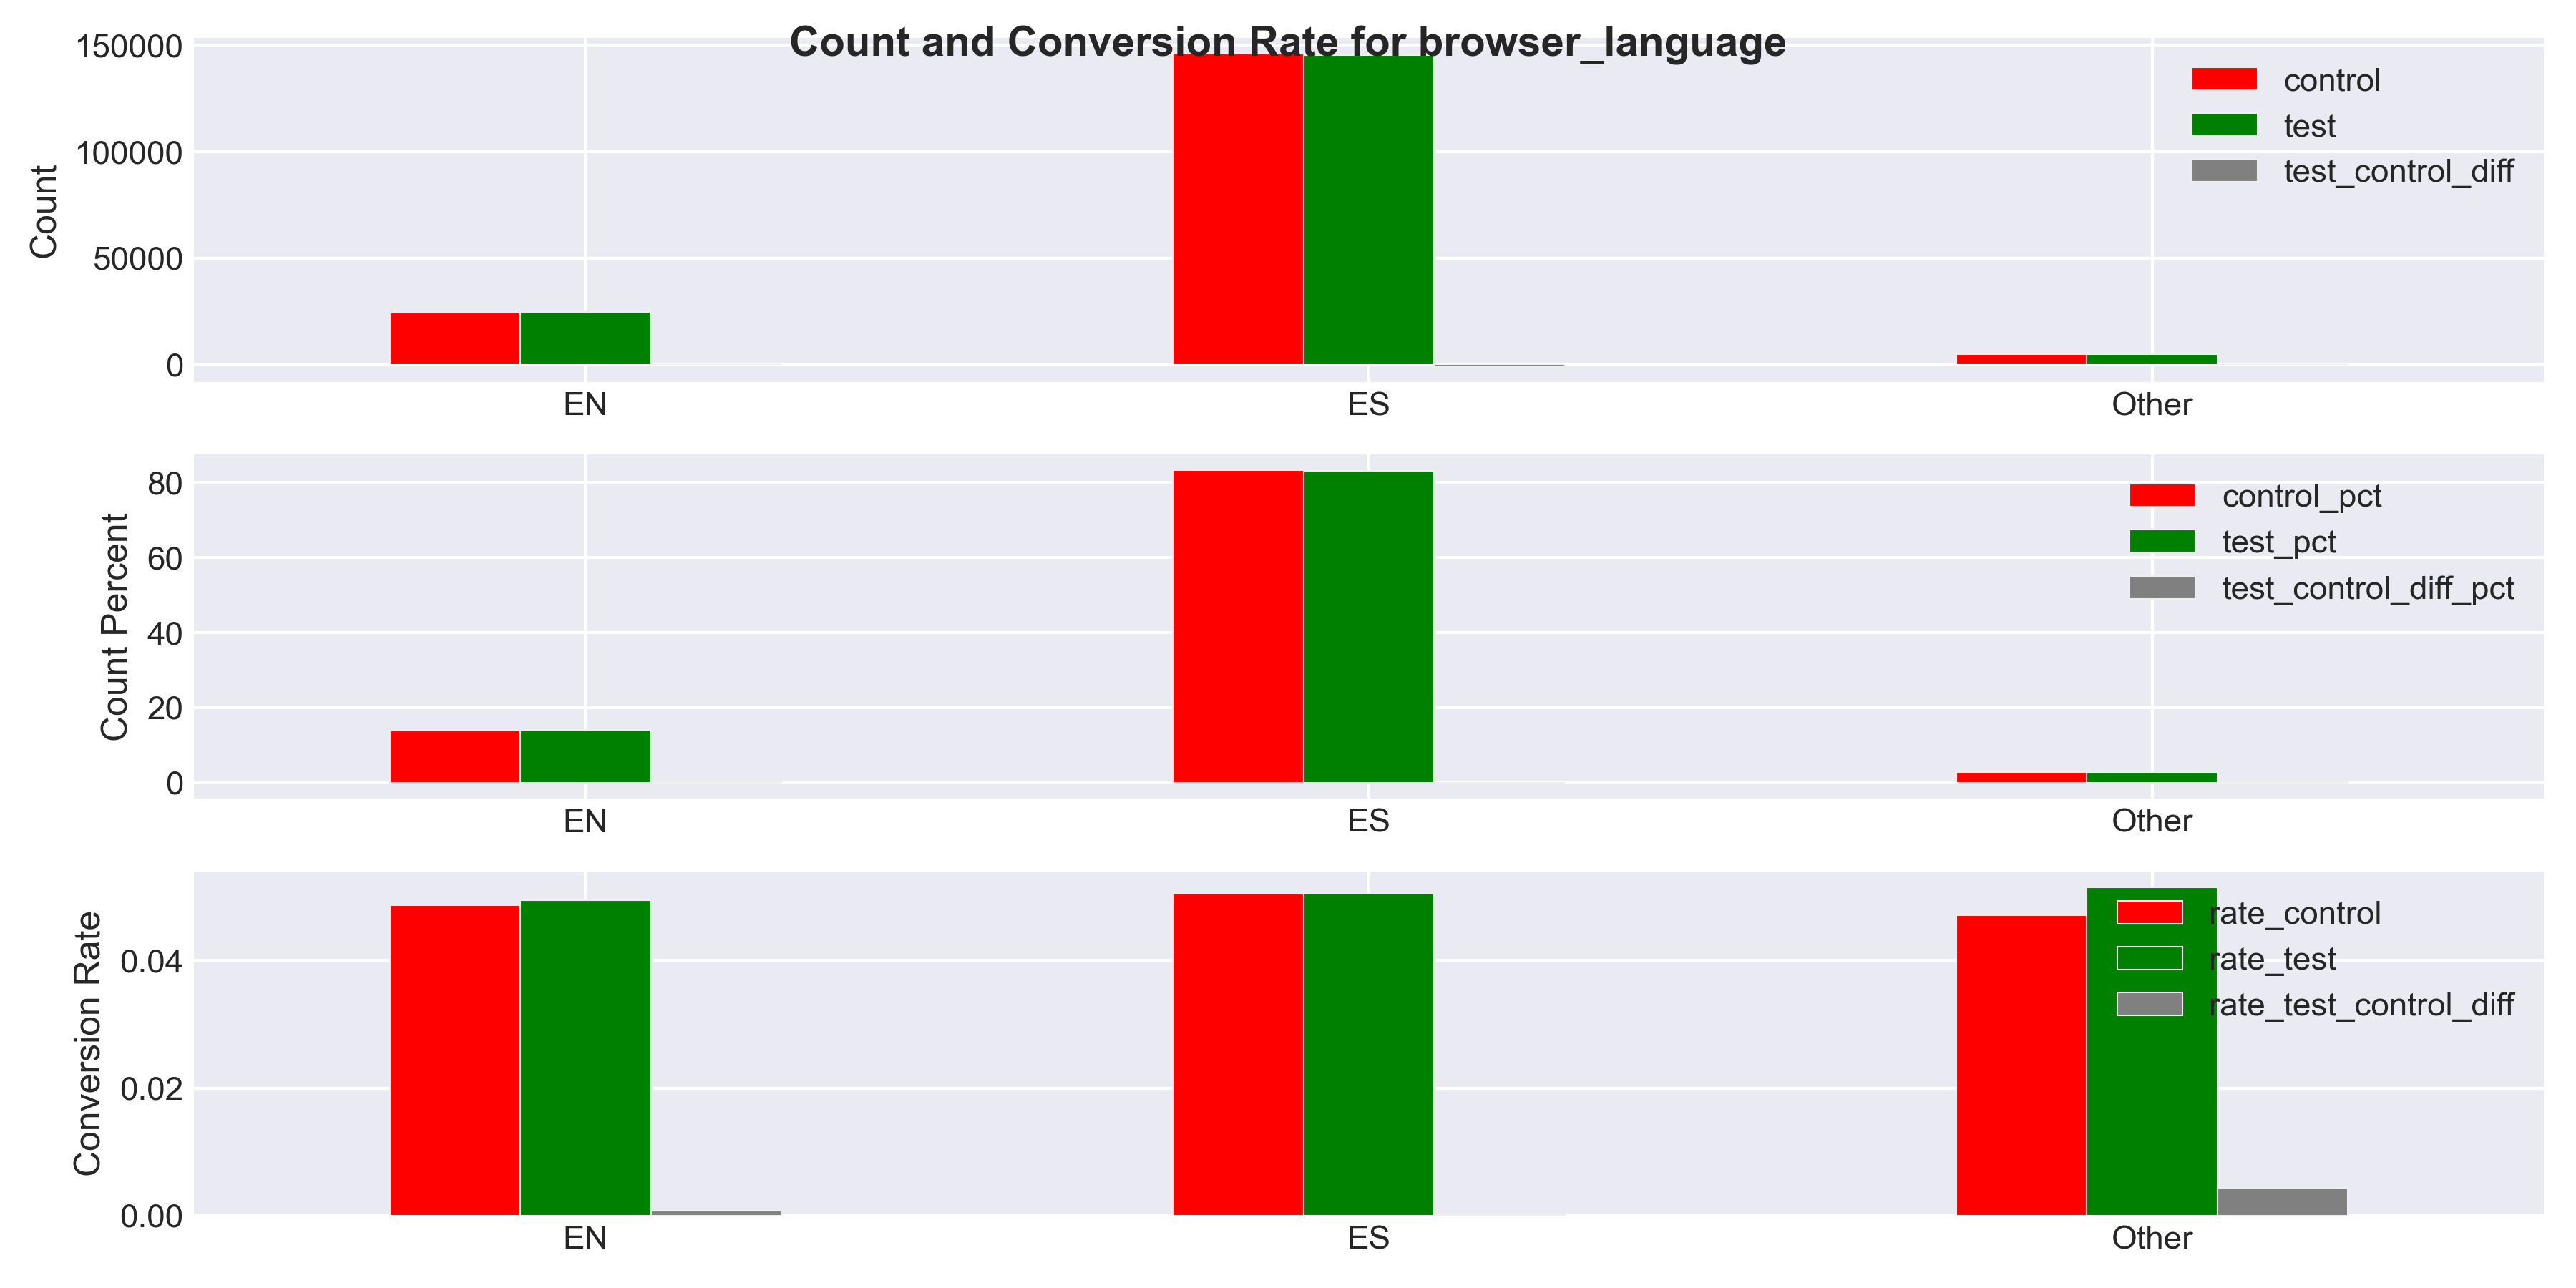 Count and Conversion Rate for browser_language
150000
100000
50000
0
Count
control
test
test_control_diff
EN
ES
Other
80
60
40
20
0
Count Percent
control_pct
test_pct
test_control_diff_pct
EN
ES
Other
0.04
0.02
0.00
Conversion Rate
rate_control
rate_test
rate_test_control_diff
EN
ES
Other